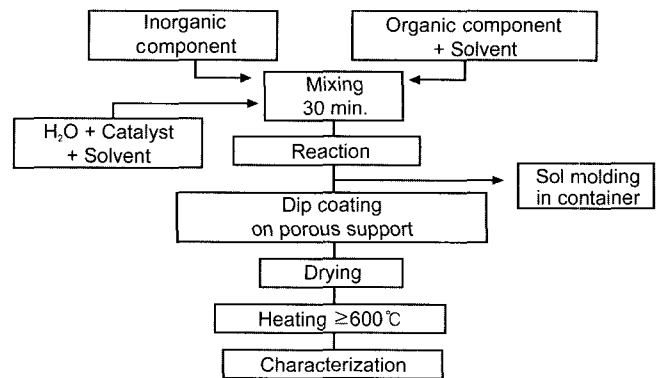 Inorganic
component
Organic component
+ Solvent
Mixing
30 min.
H₂O + Catalyst
+ Solvent
Reaction
Sol molding
in container
Dip coating
on porous support
Drying
Heating ≥600℃
Characterization